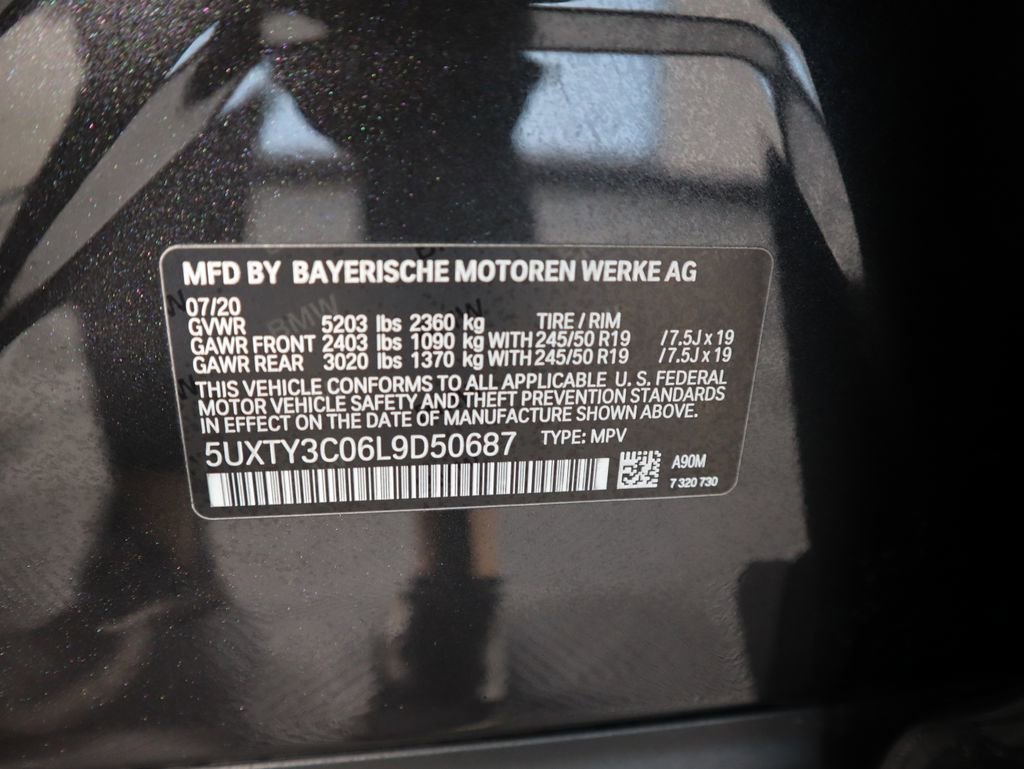 MFD BY BAYERISCHE MOTOREN WERKE AG
07/20
GVWR 5203 lbs 2360 kg TIRE / RIM
GAWR FRONT 2403 lbs 1090 kg WITH 245/50 R19 / 7.5J x 19
GAWR REAR 3020 lbs 1370 kg WITH 245/50 R19 / 7.5J x 19
THIS VEHICLE CONFORMS TO ALL APPLICABLE U. S. FEDERAL
MOTOR VEHICLE SAFETY AND THEFT PREVENTION STANDARDS
IN EFFECT ON THE DATE OF MANUFACTURE SHOWN ABOVE.
5UXTY3C06L9D50687 TYPE: MPV
A90M
7 320 730
BMW